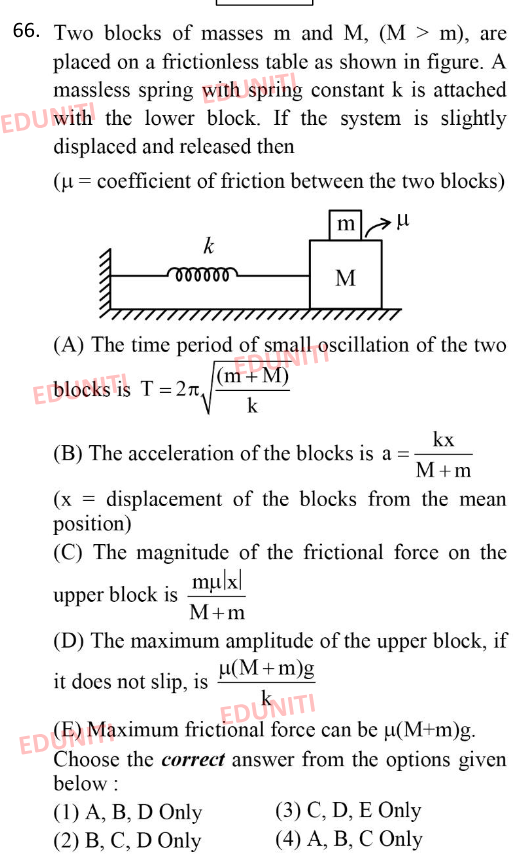 66. Two blocks of masses m and M, (M > m), are
placed on a frictionless table as shown in figure. A
massless spring with spring constant k is attached
with the lower block. If the system is slightly
displaced and released then
(μ = coefficient of friction between the two blocks)
m μ
k
M
(A) The time period of small oscillation of the two
blocks is T = 2π√((m + M)/k)
(B) The acceleration of the blocks is a = kx/(M + m)
(x = displacement of the blocks from the mean
position)
(C) The magnitude of the frictional force on the
upper block is mμ|x|/(M + m)
(D) The maximum amplitude of the upper block, if
it does not slip, is μ(M + m)g/k
(E) Maximum frictional force can be μ(M+m)g.
Choose the correct answer from the options given
below :
(1) A, B, D Only (3) C, D, E Only
(2) B, C, D Only (4) A, B, C Only
EDUNITI
EDUNITI
EDUNITI
EDUNITI
EDUNITI
EDUNITI